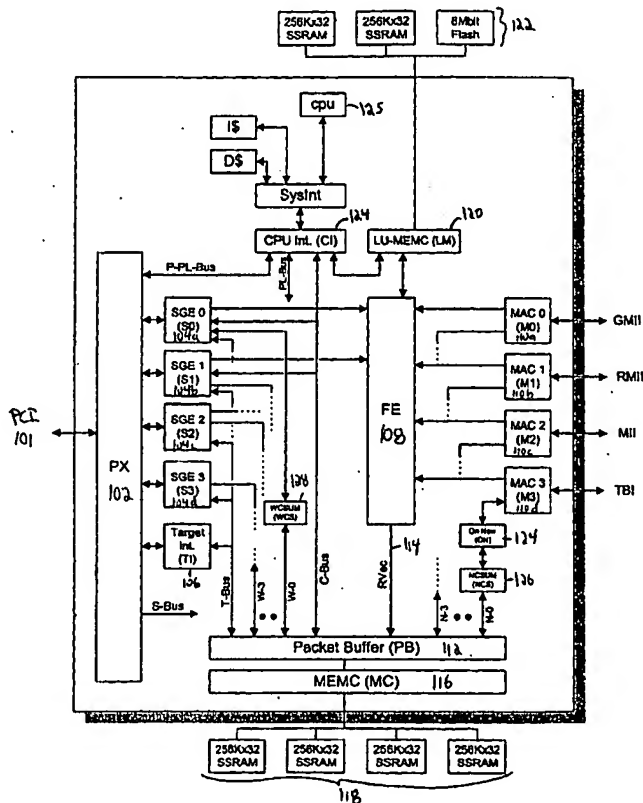 256Kx32 SSRAM
256Kx32 SSRAM
8Mbit Flash
122
cpu
125
I$
D$
SysInt
124
120
CPU Int. (CI)
LU-MEMC (LM)
P-PL-Bus
PL-Bus
SGE 0 (S0) 104a
MAC 0 (M0) 110a
GMII
SGE 1 (S1) 104b
MAC 1 (M1) 110b
RMII
PCI 101
PX 102
SGE 2 (S2) 104c
FE 108
MAC 2 (M2) 110c
MII
SGE 3 (S3) 104d
128
WCSUM (WCS)
MAC 3 (M3) 110d
TBI
Target Int. (TI)
106
On Now (ON)
124
114
NCSUM (NCS)
126
S-Bus
T-Bus
W-3
W-0
C-Bus
RVec
N-3
N-0
Packet Buffer (PB) 112
MEMC (MC) 116
256Kx32 SSRAM
256Kx32 SSRAM
256Kx32 SSRAM
256Kx32 SSRAM
118